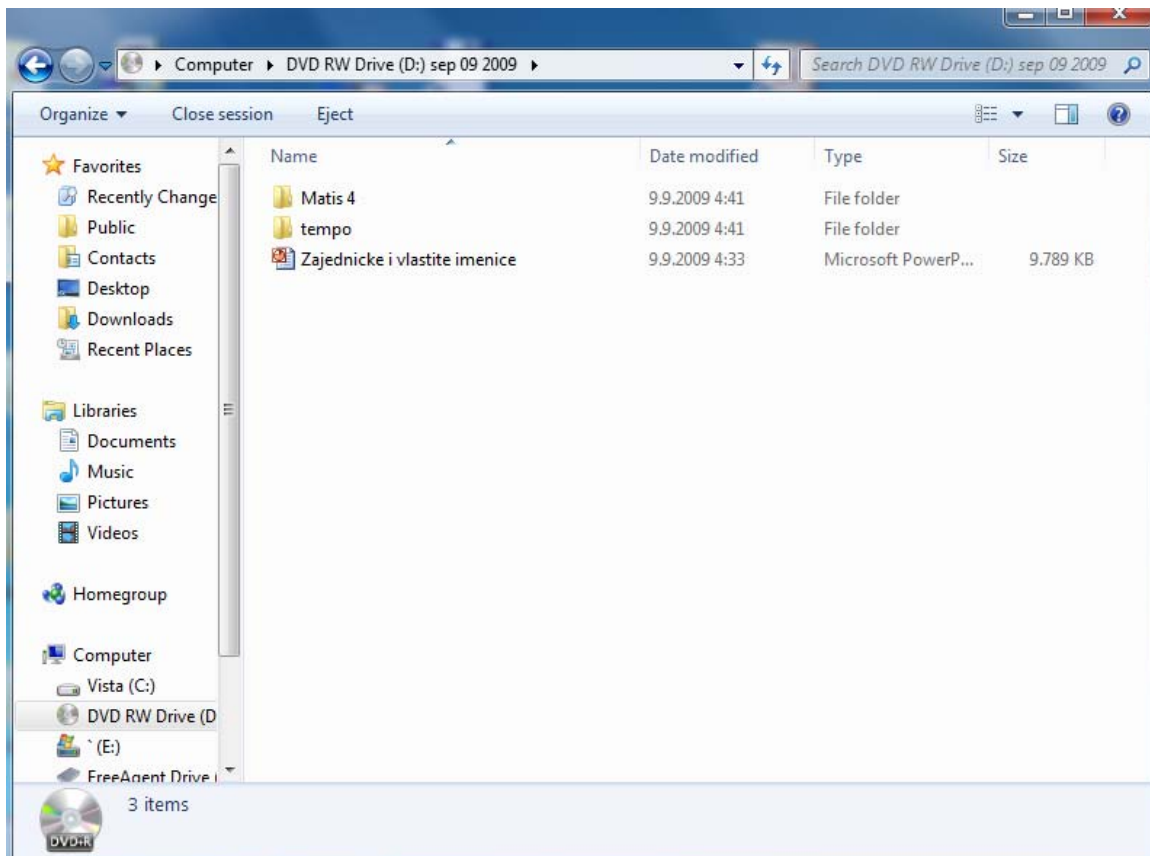 Computer ▸ DVD RW Drive (D:) sep 09 2009 ▸
Search DVD RW Drive (D:) sep 09 2009
Organize Close session Eject
Name Date modified Type Size
Favorites
Recently Change
Public
Contacts
Desktop
Downloads
Recent Places
Libraries
Documents
Music
Pictures
Videos
Homegroup
Computer
Vista (C:)
DVD RW Drive (D
` (E:)
FreeAgent Drive (
Matis 4 9.9.2009 4:41 File folder
tempo 9.9.2009 4:41 File folder
Zajednicke i vlastite imenice 9.9.2009 4:33 Microsoft PowerP... 9.789 KB
3 items
DVD+R